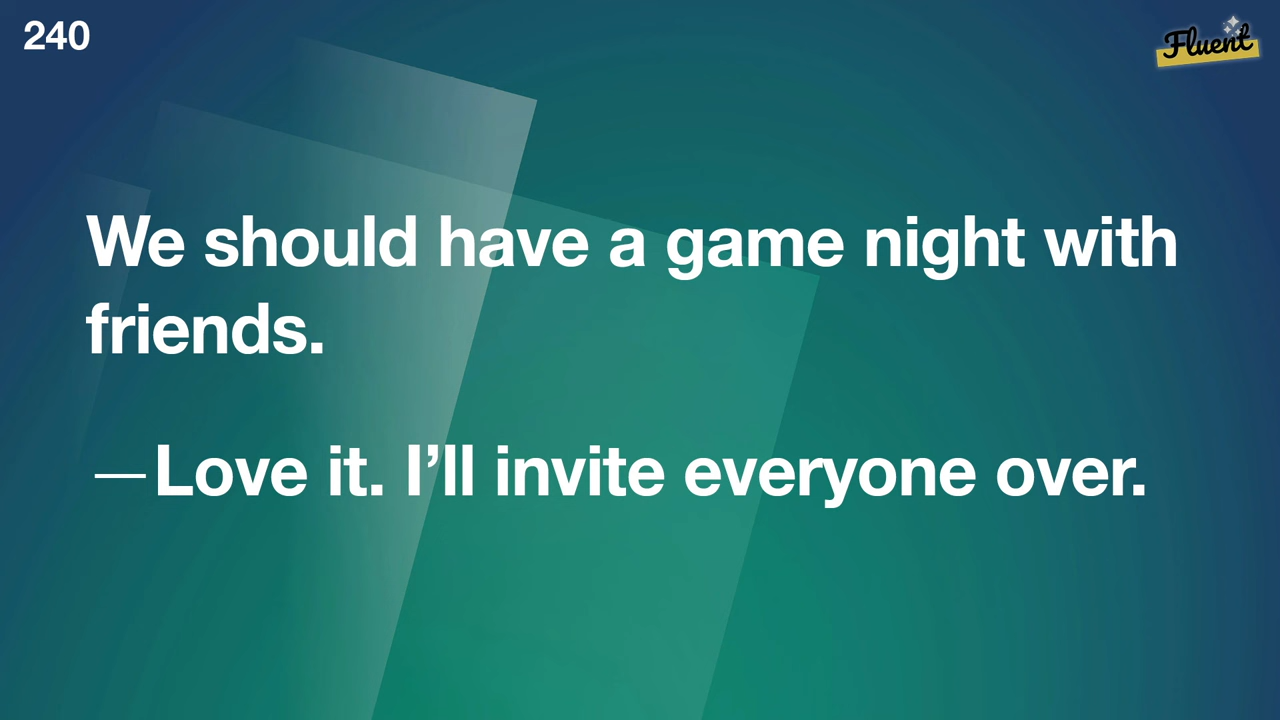 240
Fluent
We should have a game night with
friends.
—Love it. I’ll invite everyone over.